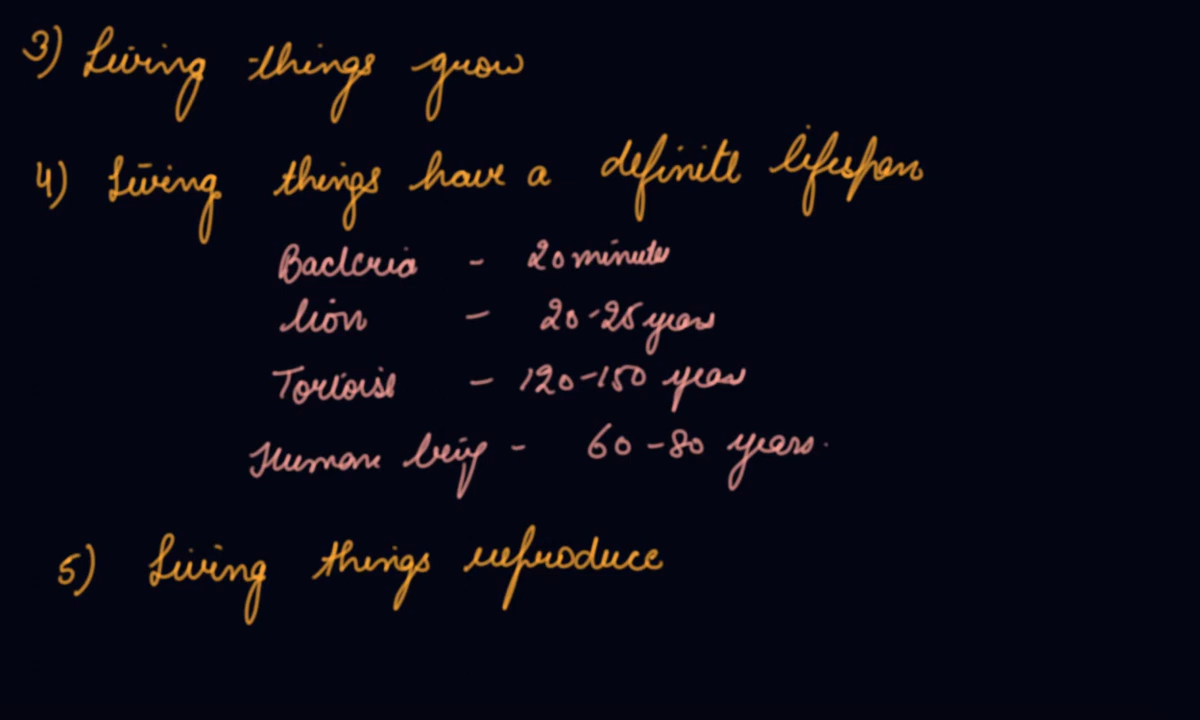 3) Living things grow
4) Living things have a definite lifespan
Bacteria - 20 minute
lion - 20-25 years
Tortoise - 120-150 years
Human being - 60-80 years.
5) Living things reproduce